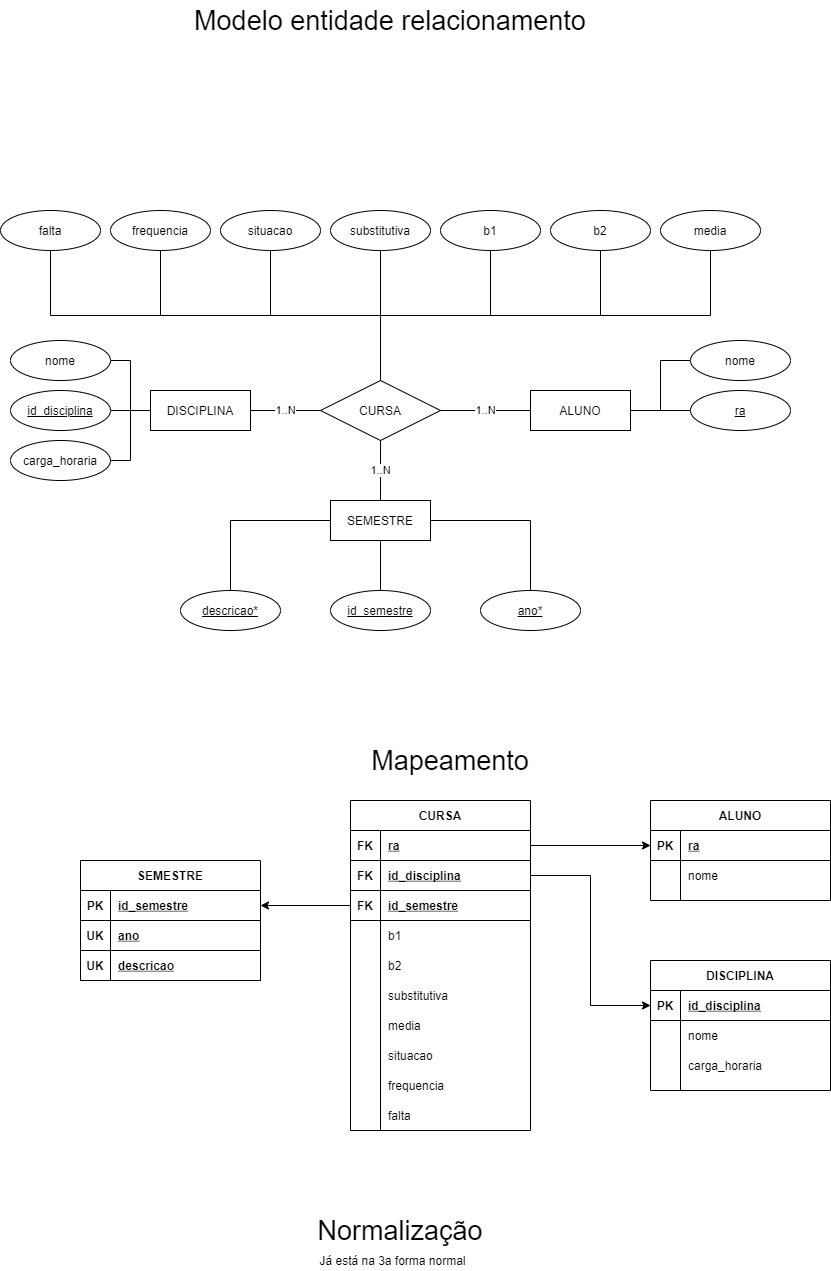 Modelo entidade relacionamento
falta
frequencia
situacao
substitutiva
b1
b2
media
nome
nome
id_disciplina
DISCIPLINA
1..N
CURSA
1..N
ALUNO
ra
carga_horaria
1..N
SEMESTRE
descricao*
id_semestre
ano*
Mapeamento
CURSA
FK ra
FK id_disciplina
FK id_semestre
b1
b2
substitutiva
media
situacao
frequencia
falta
ALUNO
PK ra
nome
SEMESTRE
PK id_semestre
UK ano
UK descricao
DISCIPLINA
PK id_disciplina
nome
carga_horaria
Normalização
Já está na 3a forma normal